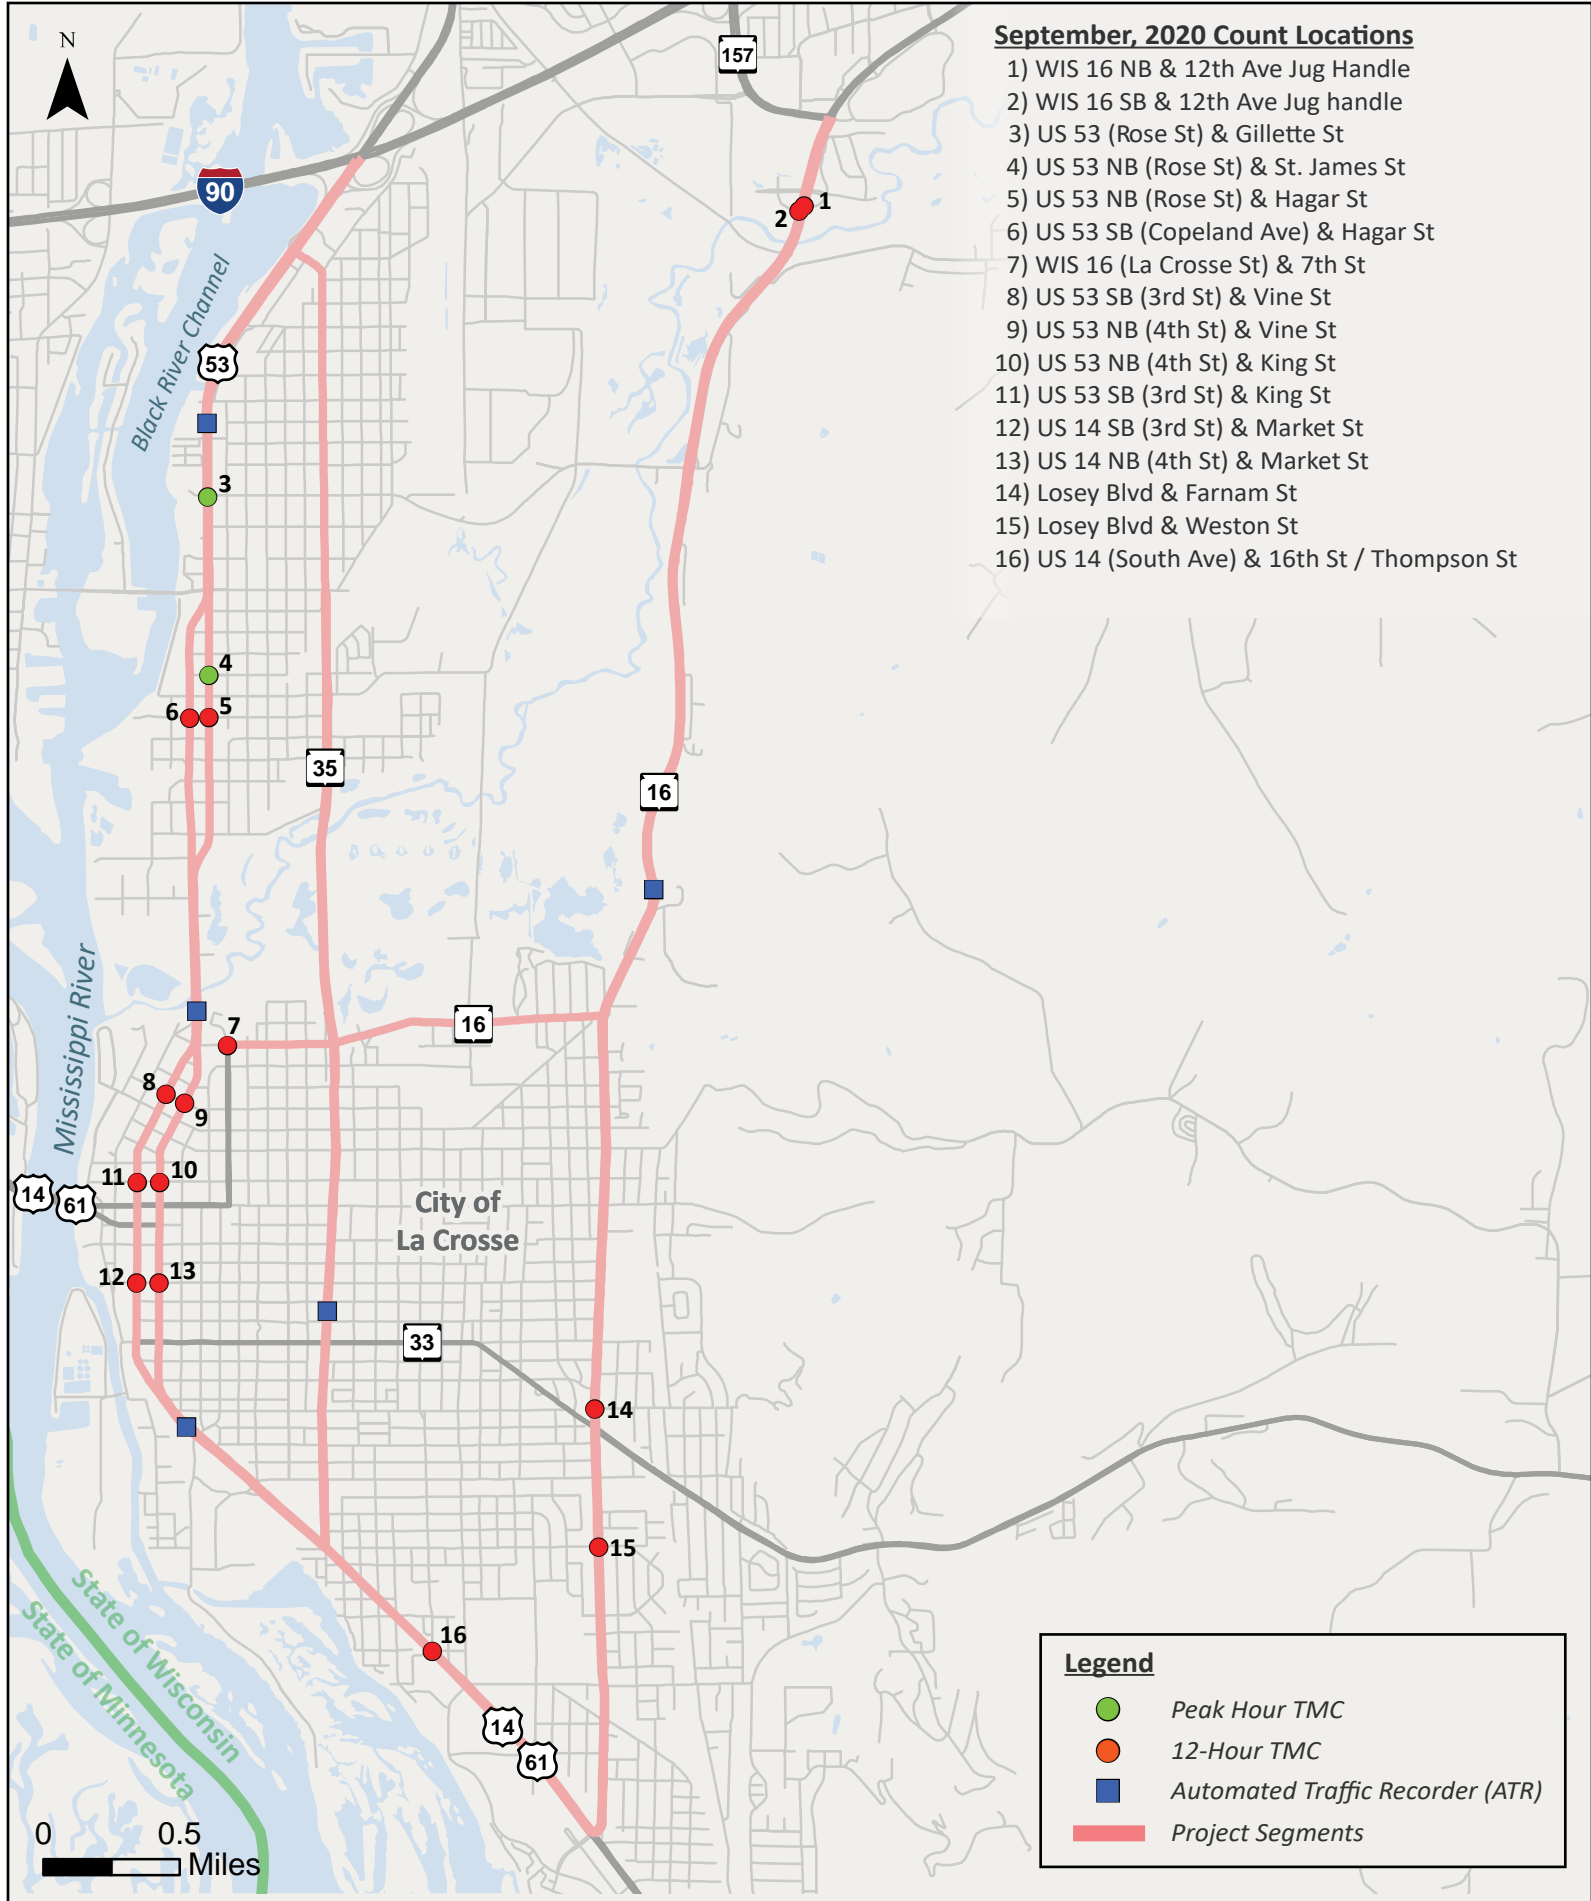 N
September, 2020 Count Locations
1) WIS 16 NB & 12th Ave Jug Handle
2) WIS 16 SB & 12th Ave Jug handle
3) US 53 (Rose St) & Gillette St
4) US 53 NB (Rose St) & St. James St
5) US 53 NB (Rose St) & Hagar St
6) US 53 SB (Copeland Ave) & Hagar St
7) WIS 16 (La Crosse St) & 7th St
8) US 53 SB (3rd St) & Vine St
9) US 53 NB (4th St) & Vine St
10) US 53 NB (4th St) & King St
11) US 53 SB (3rd St) & King St
12) US 14 SB (3rd St) & Market St
13) US 14 NB (4th St) & Market St
14) Losey Blvd & Farnam St
15) Losey Blvd & Weston St
16) US 14 (South Ave) & 16th St / Thompson St
157
90
1
2
Black River Channel
53
3
4
6
5
35
16
Mississippi River
7
16
8
9
11
10
14
61
City of
La Crosse
12
13
33
14
15
16
State of Wisconsin
State of Minnesota
14
61
0
0.5
Miles
Legend
Peak Hour TMC
12-Hour TMC
Automated Traffic Recorder (ATR)
Project Segments